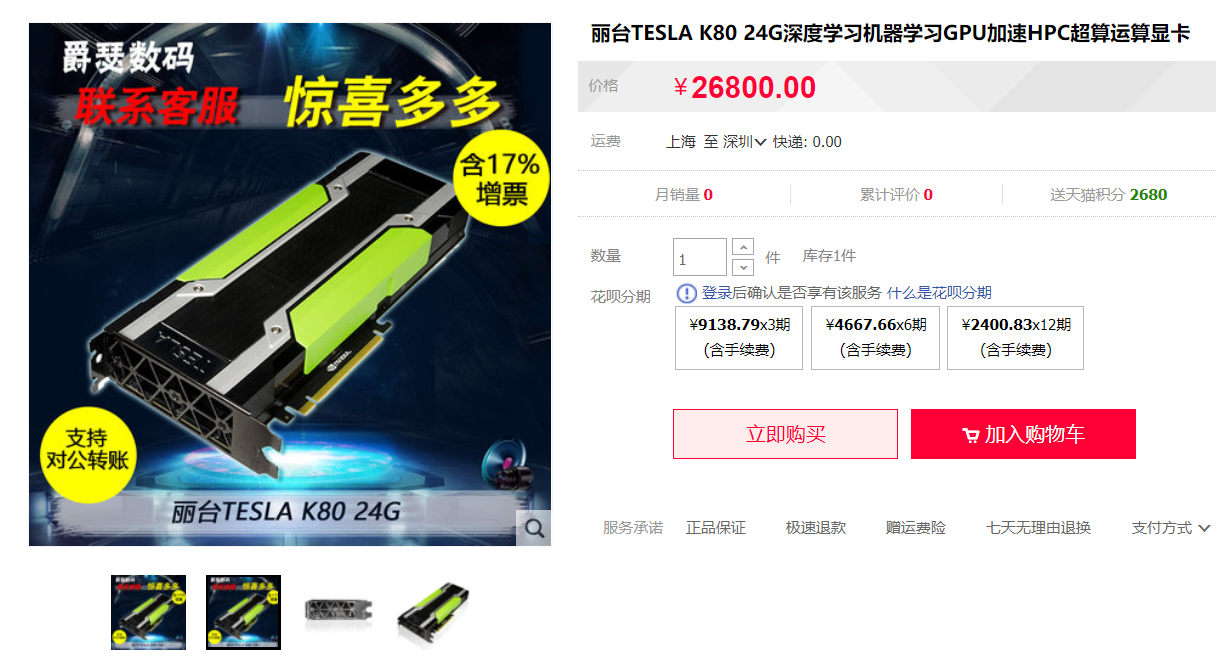 爵瑟数码
联系客服 惊喜多多
含17%
增票
支持
对公转账
丽台TESLA K80 24G
丽台TESLA K80 24G深度学习机器学习GPU加速HPC超算运算显卡
价格 ¥26800.00
运费 上海 至 深圳 快递: 0.00
月销量 0 累计评价 0 送天猫积分 2680
数量 1 件 库存1件
花呗分期 登录后确认是否享有该服务 什么是花呗分期
¥9138.79x3期 ¥4667.66x6期 ¥2400.83x12期
(含手续费) (含手续费) (含手续费)
立即购买 加入购物车
服务承诺 正品保证 极速退款 赠运费险 七天无理由退换 支付方式